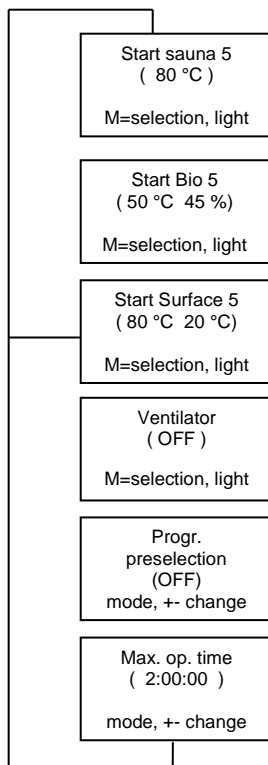 Start sauna 5
( 80 °C )
M=selection, light
Start Bio 5
( 50 °C 45 %)
M=selection, light
Start Surface 5
( 80 °C 20 °C)
M=selection, light
Ventilator
( OFF )
M=selection, light
Progr.
preselection
(OFF)
mode, +- change
Max. op. time
( 2:00:00 )
mode, +- change